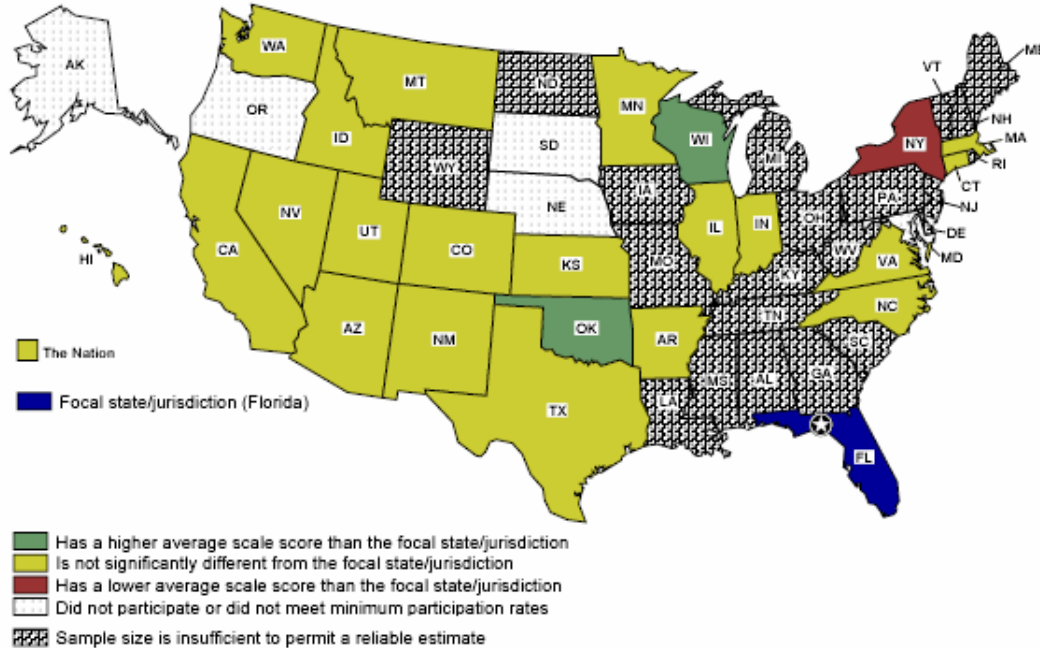 AK
WA
MT
ND
MN
VT
ME
OR
ID
WY
SD
WI
MI
NY
NH
MA
RI
CT
NV
UT
CO
NE
IA
IL
IN
OH
PA
NJ
DE
MD
CA
HI
KS
MO
KY
WV
VA
AZ
NM
OK
AR
TN
NC
SC
The Nation
TX
LA
MS
AL
GA
Focal state/jurisdiction (Florida)
FL
Has a higher average scale score than the focal state/jurisdiction
Is not significantly different from the focal state/jurisdiction
Has a lower average scale score than the focal state/jurisdiction
Did not participate or did not meet minimum participation rates
Sample size is insufficient to permit a reliable estimate